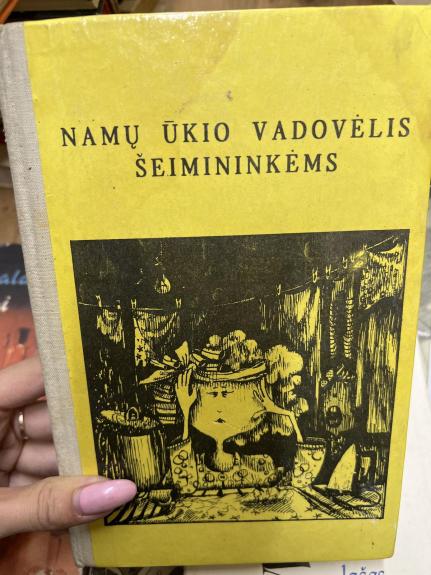 NAMŲ ŪKIO VADOVĖLIS
ŠEIMININKĖMS